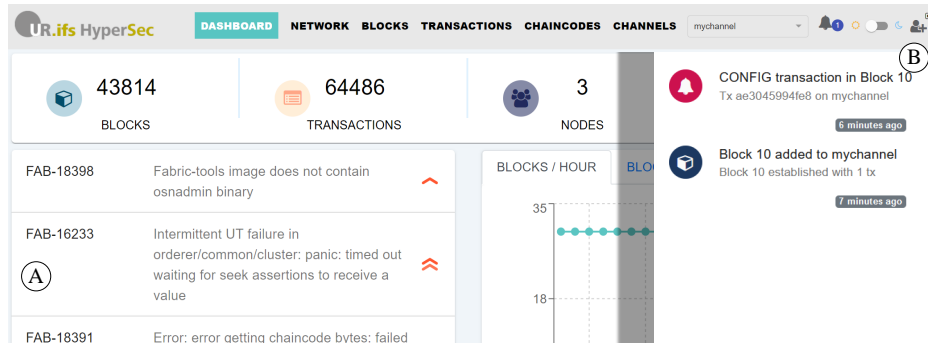 UR.ifs HyperSec
DASHBOARD NETWORK BLOCKS TRANSACTIONS CHAINCODES CHANNELS mychannel 1
B
43814
BLOCKS
64486
TRANSACTIONS
3
NODES
CONFIG transaction in Block 10
Tx ae3045994fe8 on mychannel
6 minutes ago
Block 10 added to mychannel
Block 10 established with 1 tx
7 minutes ago
FAB-18398
Fabric-tools image does not contain
osnadmin binary
FAB-16233
Intermittent UT failure in
orderer/common/cluster: panic: timed out
waiting for seek assertions to receive a
value
A
FAB-18391
Error: error getting chaincode bytes: failed
BLOCKS / HOUR
BLO
35
18